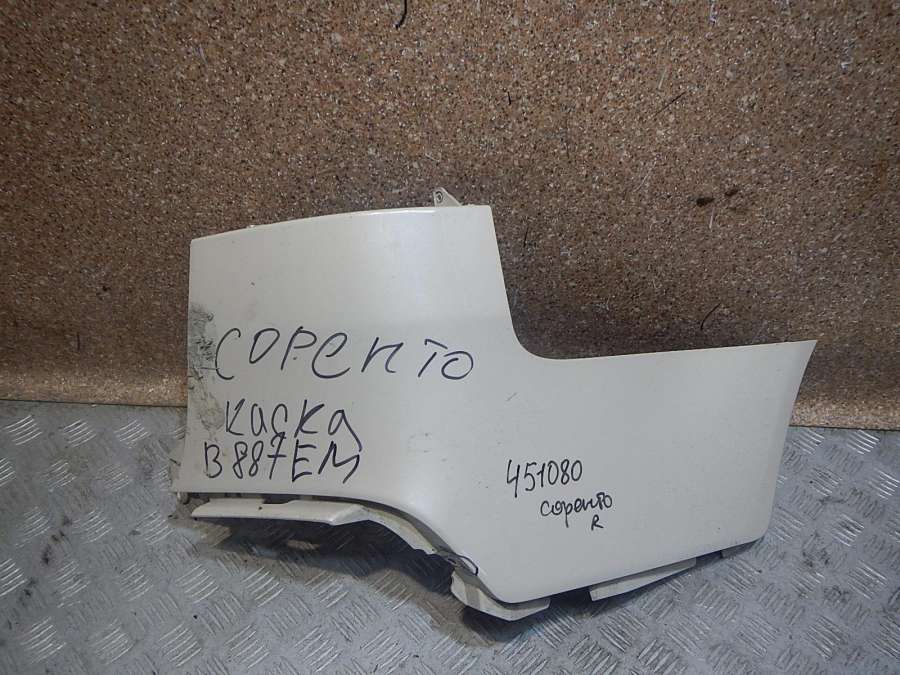 Соренто
каска
В887ЕМ
451080
соренто
R